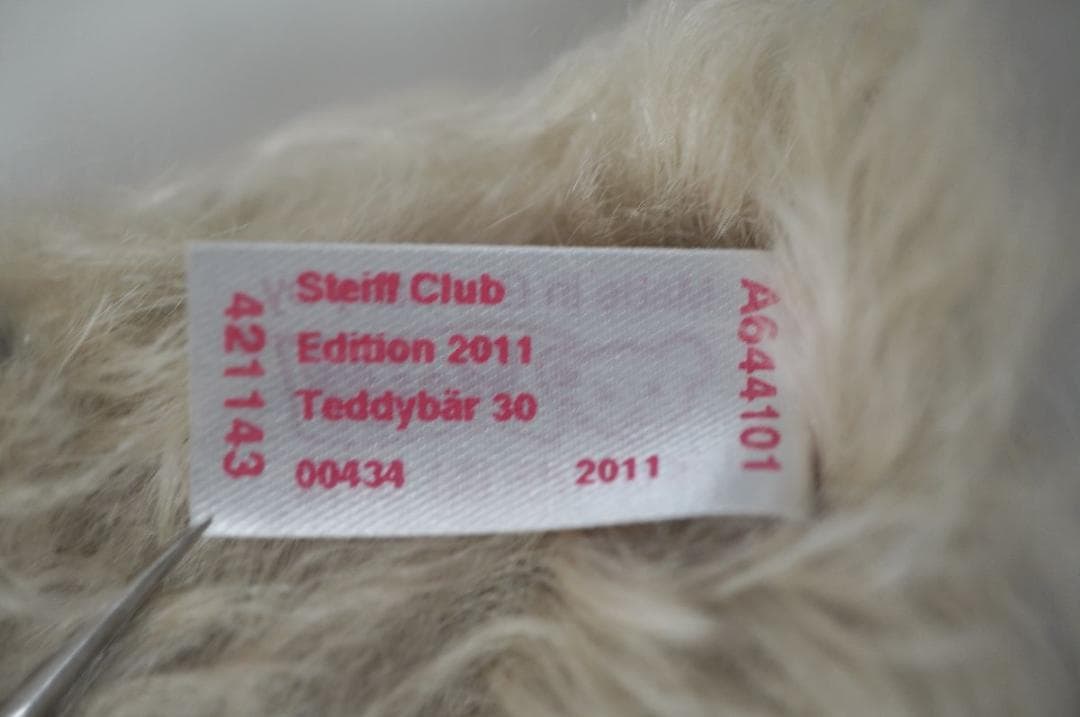 Steiff Club
Edition 2011
Teddybär 30
00434 2011
421143
A644101